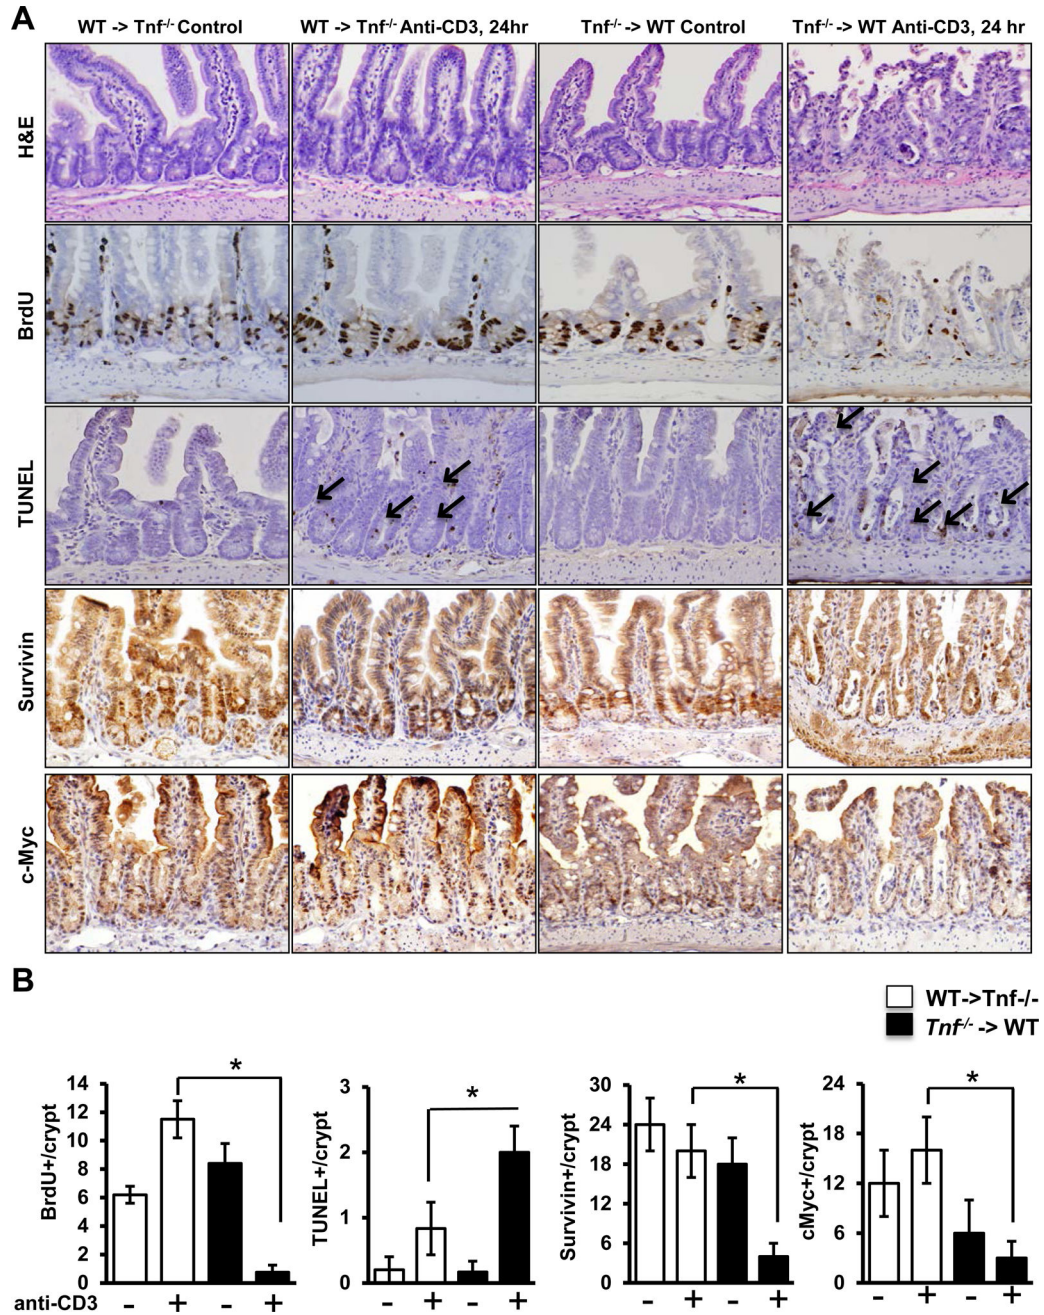 A
WT -> Tnf-/- Control
WT -> Tnf-/- Anti-CD3, 24hr
Tnf-/- -> WT Control
Tnf-/- -> WT Anti-CD3, 24 hr
H&E
BrdU
TUNEL
Survivin
c-Myc
B
WT->Tnf-/-
Tnf-/- -> WT
BrdU+/crypt
14
12
10
8
6
4
2
0
*
TUNEL+/crypt
3
2
1
0
*
Survivin+/crypt
30
24
18
12
6
0
*
cMyc+/crypt
24
18
12
6
0
*
anti-CD3 - + - +
- + - +
- + - +
- + - +